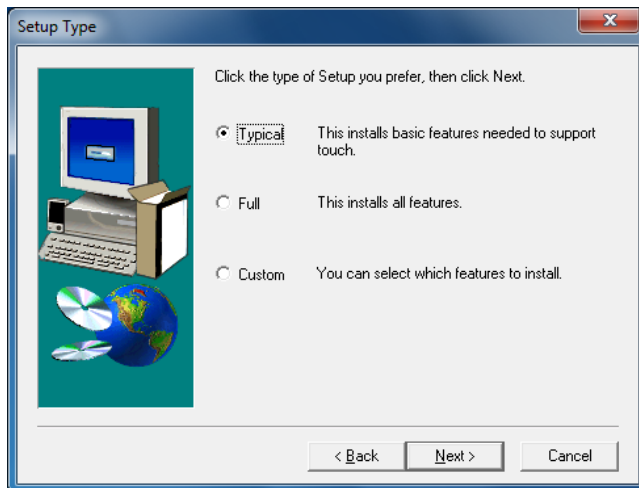 Setup Type
Click the type of Setup you prefer, then click Next.
Typical This installs basic features needed to support
touch.
Full This installs all features.
Custom You can select which features to install.
< Back Next > Cancel